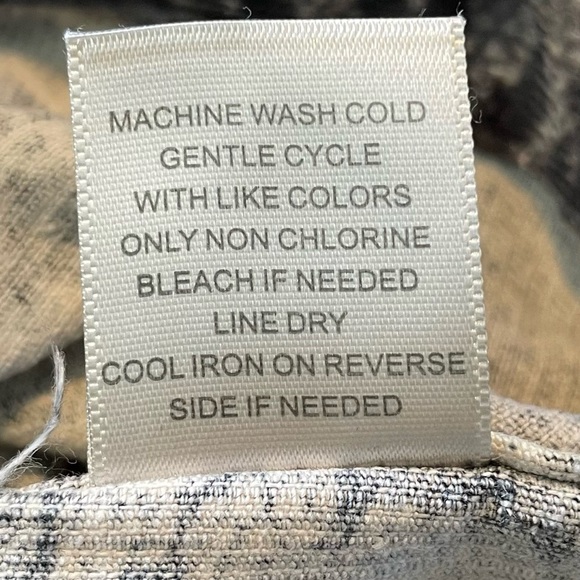 MACHINE WASH COLD
GENTLE CYCLE
WITH LIKE COLORS
ONLY NON CHLORINE
BLEACH IF NEEDED
LINE DRY
COOL IRON ON REVERSE
SIDE IF NEEDED